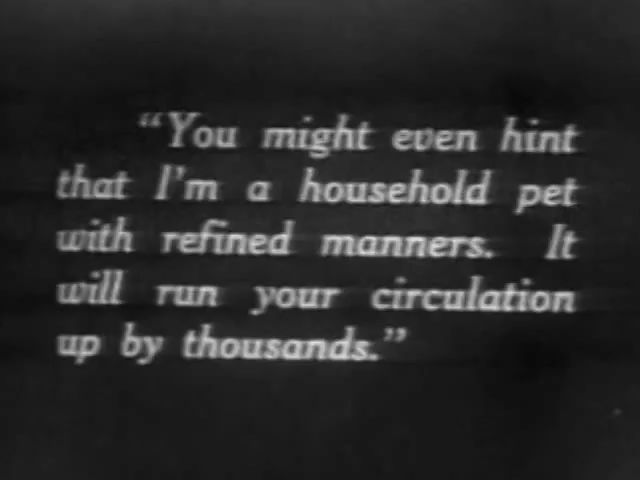 “You might even hint
that I'm a household pet
with refined manners. It
will run your circulation
up by thousands.”